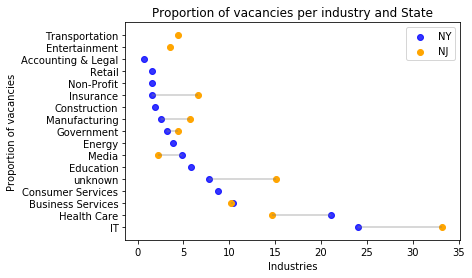 Proportion of vacancies per industry and State
Transportation
Entertainment
Accounting & Legal
Retail
Non-Profit
Insurance
Construction
Manufacturing
Government
Energy
Media
Education
unknown
Consumer Services
Business Services
Health Care
IT
Proportion of vacancies
NY
NJ
0 5 10 15 20 25 30 35
Industries